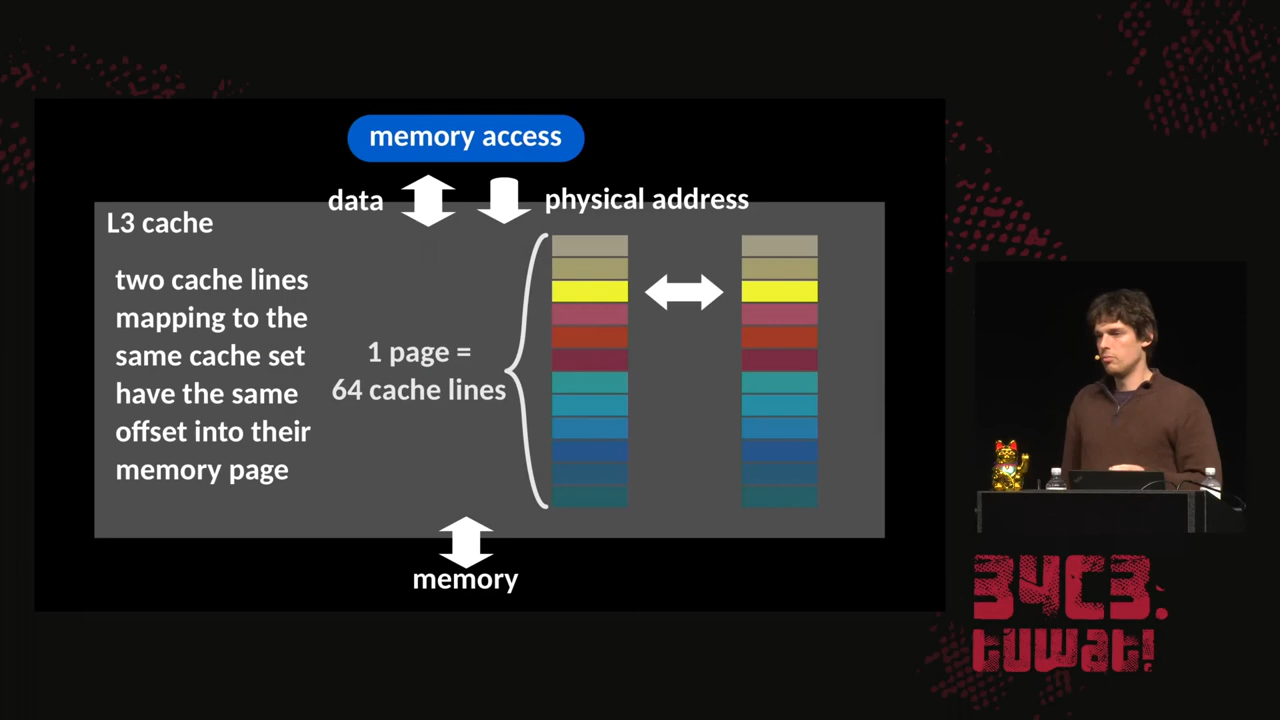 memory access
data
physical address
L3 cache
two cache lines
mapping to the
same cache set
have the same
offset into their
memory page
1 page =
64 cache lines
memory
34C3.
tuwat!